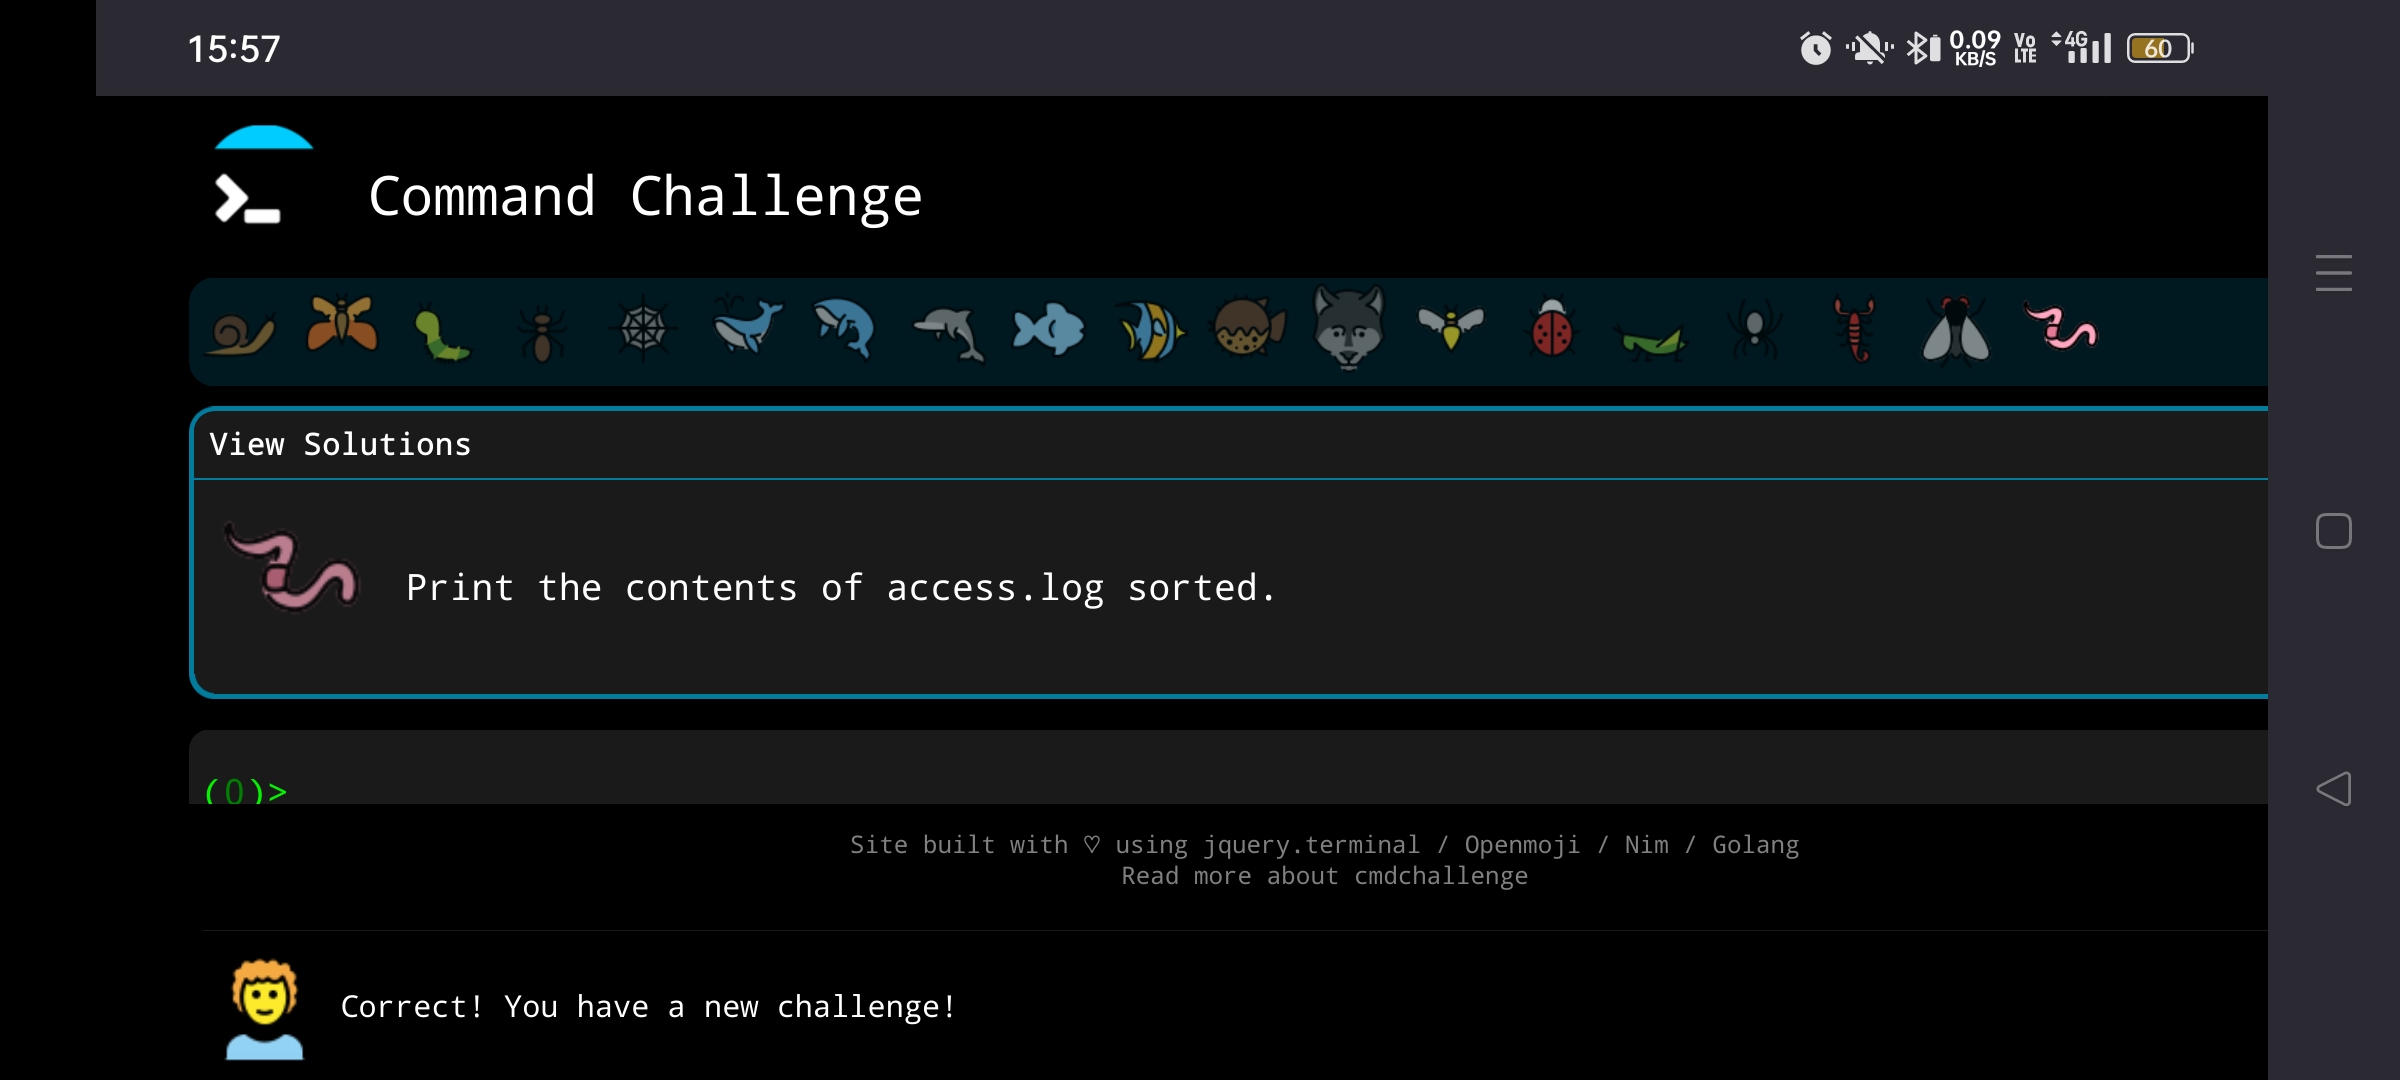 15:57
0.09 KB/S
Vo LTE
4G
60
Command Challenge
View Solutions
Print the contents of access.log sorted.
(0)>
Site built with ♡ using jquery.terminal / Openmoji / Nim / Golang
Read more about cmdchallenge
Correct! You have a new challenge!